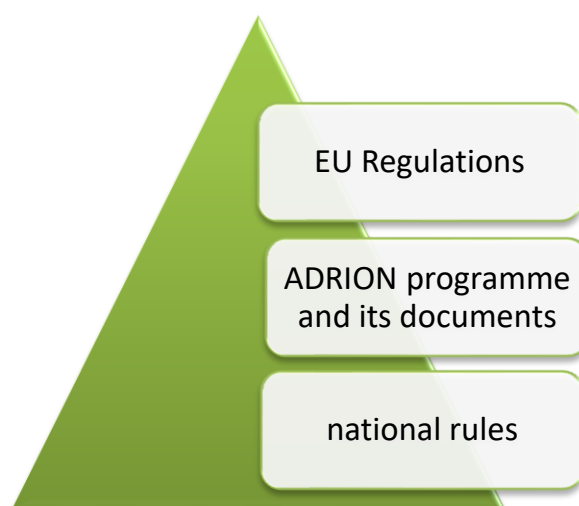 EU Regulations
ADRION programme
and its documents
national rules